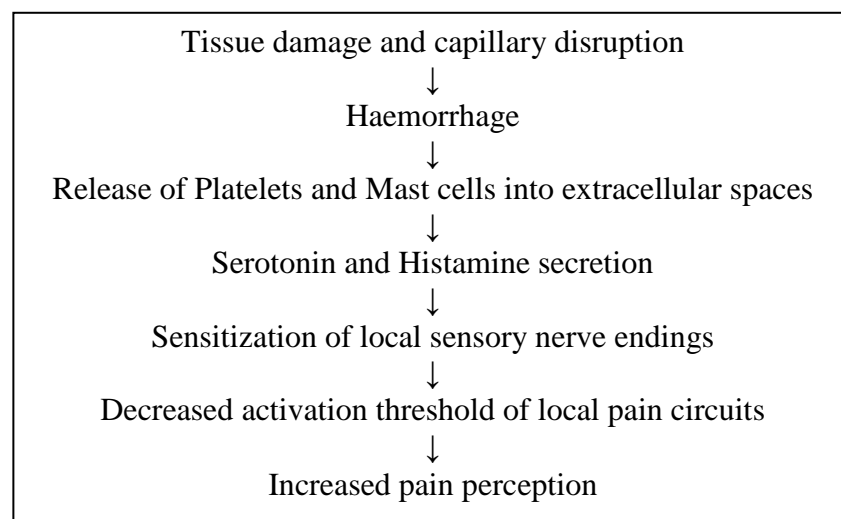 Tissue damage and capillary disruption
↓
Haemorrhage
↓
Release of Platelets and Mast cells into extracellular spaces
↓
Serotonin and Histamine secretion
↓
Sensitization of local sensory nerve endings
↓
Decreased activation threshold of local pain circuits
↓
Increased pain perception